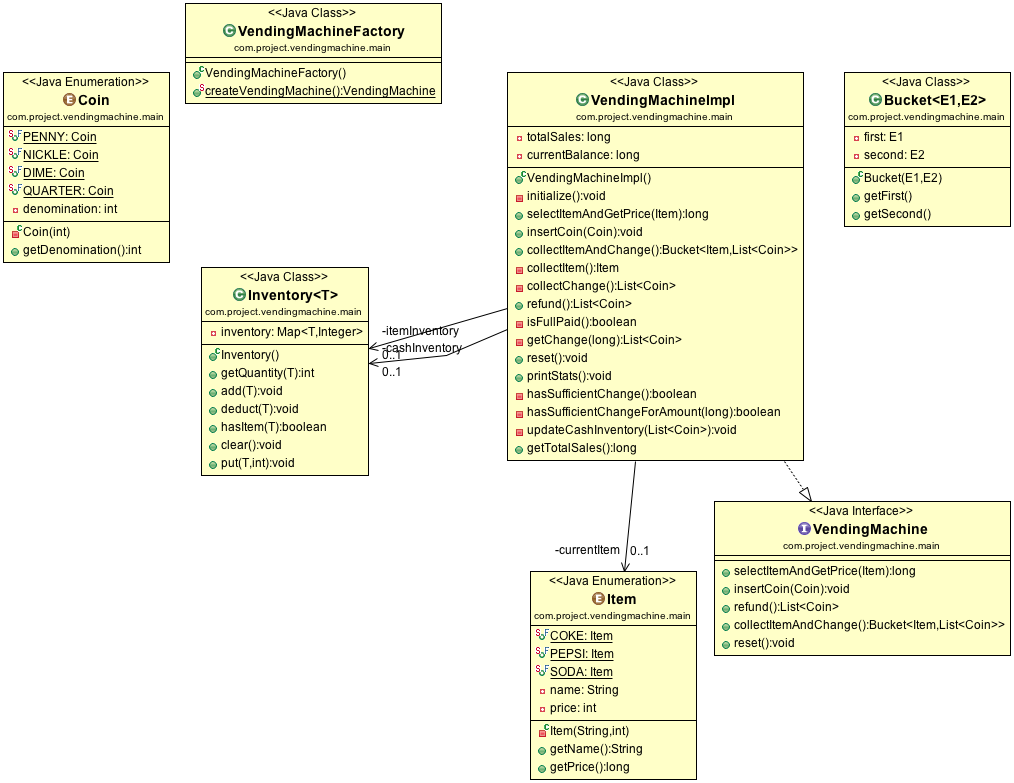 <<Java Class>>
VendingMachineFactory
com.project.vendingmachine.main
VendingMachineFactory()
createVendingMachine():VendingMachine
<<Java Enumeration>>
Coin
com.project.vendingmachine.main
PENNY: Coin
NICKLE: Coin
DIME: Coin
QUARTER: Coin
denomination: int
Coin(int)
getDenomination():int
<<Java Class>>
VendingMachineImpl
com.project.vendingmachine.main
totalSales: long
currentBalance: long
VendingMachineImpl()
initialize():void
selectItemAndGetPrice(Item):long
insertCoin(Coin):void
collectItemAndChange():Bucket<Item,List<Coin>>
collectItem():Item
collectChange():List<Coin>
refund():List<Coin>
isFullPaid():boolean
getChange(long):List<Coin>
reset():void
printStats():void
hasSufficientChange():boolean
hasSufficientChangeForAmount(long):boolean
updateCashInventory(List<Coin>):void
getTotalSales():long
<<Java Class>>
Bucket<E1,E2>
com.project.vendingmachine.main
first: E1
second: E2
Bucket(E1,E2)
getFirst()
getSecond()
<<Java Class>>
Inventory<T>
com.project.vendingmachine.main
inventory: Map<T,Integer>
Inventory()
getQuantity(T):int
add(T):void
deduct(T):void
hasItem(T):boolean
clear():void
put(T,int):void
-itemInventory
0..1
-cashInventory
0..1
-currentItem
0..1
<<Java Interface>>
VendingMachine
com.project.vendingmachine.main
selectItemAndGetPrice(Item):long
insertCoin(Coin):void
refund():List<Coin>
collectItemAndChange():Bucket<Item,List<Coin>>
reset():void
<<Java Enumeration>>
Item
com.project.vendingmachine.main
COKE: Item
PEPSI: Item
SODA: Item
name: String
price: int
Item(String,int)
getName():String
getPrice():long